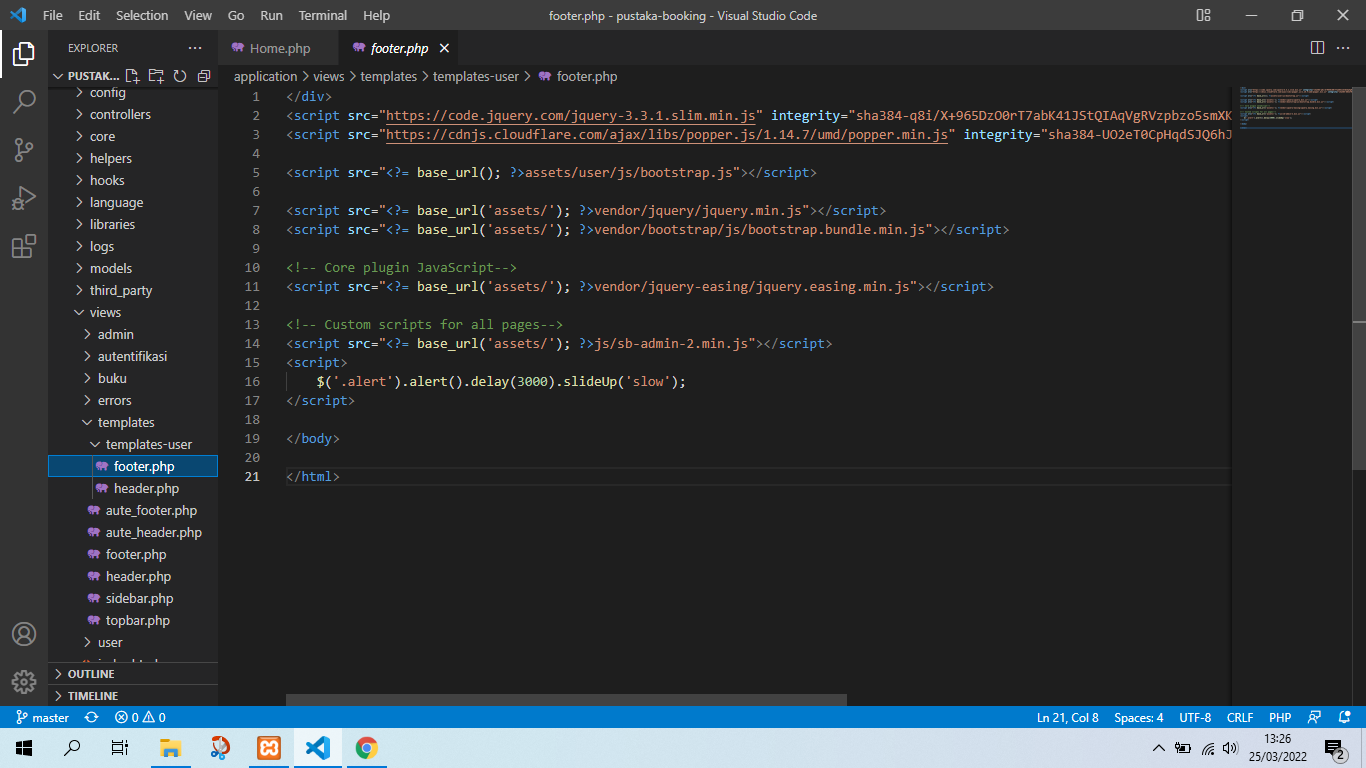 File Edit Selection View Go Run Terminal Help
footer.php - pustaka-booking - Visual Studio Code
EXPLORER
PUSTAK...
config
controllers
core
helpers
hooks
language
libraries
logs
models
third_party
views
admin
autentifikasi
buku
errors
templates
templates-user
footer.php
header.php
aute_footer.php
aute_header.php
footer.php
header.php
sidebar.php
topbar.php
user
OUTLINE
TIMELINE
Home.php
footer.php
application > views > templates > templates-user > footer.php
1 </div>
2 <script src="https://code.jquery.com/jquery-3.3.1.slim.min.js" integrity="sha384-q8i/X+965DzO0rT7abK41JStQIAqVgRVzpbzo5smXK
3 <script src="https://cdnjs.cloudflare.com/ajax/libs/popper.js/1.14.7/umd/popper.min.js" integrity="sha384-UO2eT0CpHqdSJQ6hJ
4
5 <script src="<?= base_url(); ?>assets/user/js/bootstrap.js"></script>
6
7 <script src="<?= base_url('assets/'); ?>vendor/jquery/jquery.min.js"></script>
8 <script src="<?= base_url('assets/'); ?>vendor/bootstrap/js/bootstrap.bundle.min.js"></script>
9
10 <!-- Core plugin JavaScript-->
11 <script src="<?= base_url('assets/'); ?>vendor/jquery-easing/jquery.easing.min.js"></script>
12
13 <!-- Custom scripts for all pages-->
14 <script src="<?= base_url('assets/'); ?>js/sb-admin-2.min.js"></script>
15 <script>
16     $('.alert').alert().delay(3000).slideUp('slow');
17 </script>
18
19 </body>
20
21 </html>
master
0 0
Ln 21, Col 8 Spaces: 4 UTF-8 CRLF PHP
13:26
25/03/2022
2